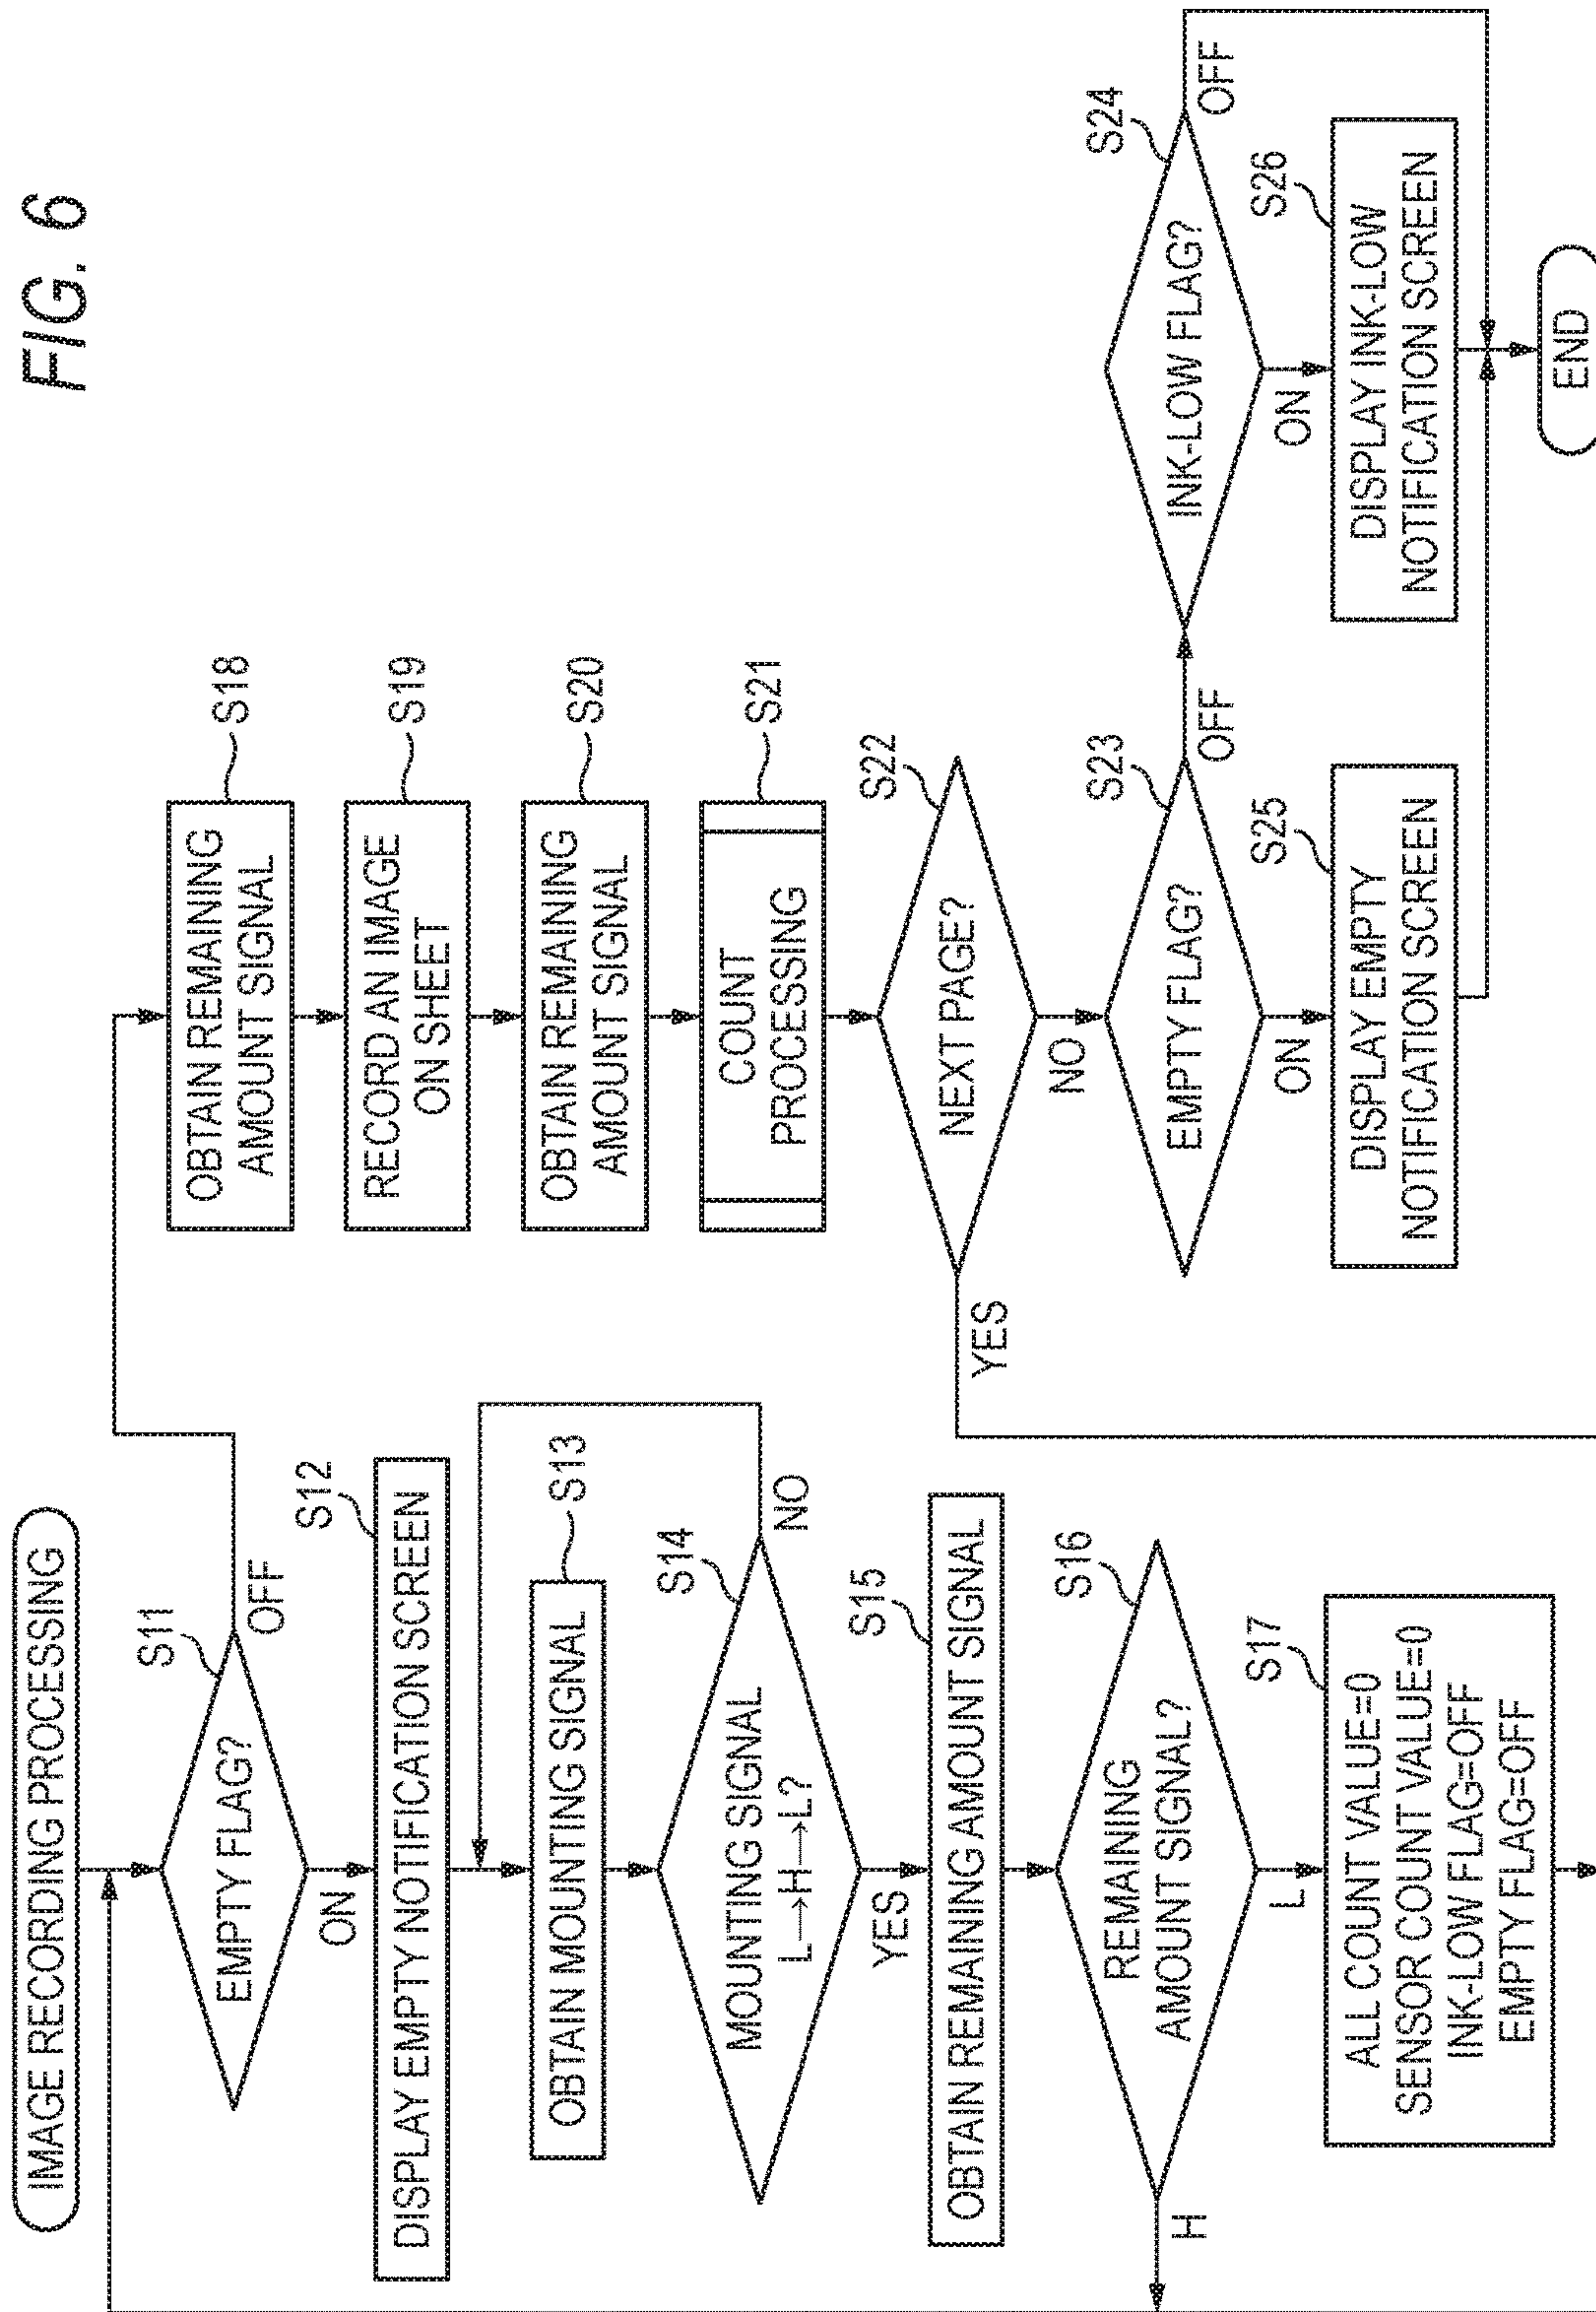 FIG. 6
IMAGE RECORDING PROCESSING
S11
EMPTY FLAG?
OFF
ON
S12
DISPLAY EMPTY NOTIFICATION SCREEN
S13
OBTAIN MOUNTING SIGNAL
S14
MOUNTING SIGNAL
L→H→L?
NO
YES
S15
OBTAIN REMAINING AMOUNT SIGNAL
S16
REMAINING
AMOUNT SIGNAL?
H
L
S17
ALL COUNT VALUE=0
SENSOR COUNT VALUE=0
INK-LOW FLAG=OFF
EMPTY FLAG=OFF
S18
OBTAIN REMAINING
AMOUNT SIGNAL
S19
RECORD AN IMAGE
ON SHEET
S20
OBTAIN REMAINING
AMOUNT SIGNAL
S21
COUNT
PROCESSING
S22
NEXT PAGE?
YES
NO
S23
EMPTY FLAG?
OFF
ON
S25
DISPLAY EMPTY
NOTIFICATION SCREEN
S24
INK-LOW FLAG?
OFF
ON
S26
DISPLAY INK-LOW
NOTIFICATION SCREEN
END